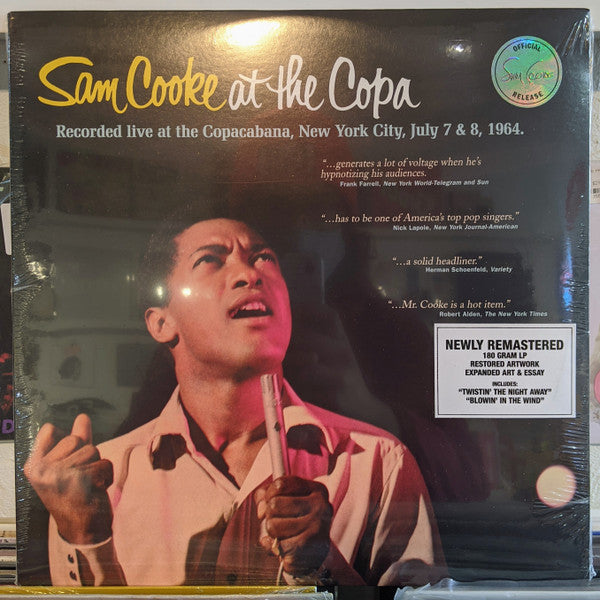 Sam Cooke at the Copa
OFFICIAL
Sam Cooke
RELEASE
Recorded live at the Copacabana, New York City, July 7 & 8, 1964.
“...generates a lot of voltage when he's
hypnotizing his audiences.
Frank Farrell, New York World-Telegram and Sun
“...has to be one of America's top pop singers.”
Nick Lapole, New York Journal-American
“...a solid headliner.”
Herman Schoenfeld, Variety
“...Mr. Cooke is a hot item.”
Robert Alden, The New York Times
NEWLY REMASTERED
180 GRAM LP
RESTORED ARTWORK
EXPANDED ART & ESSAY
INCLUDES:
“TWISTIN' THE NIGHT AWAY”
“BLOWIN' IN THE WIND”